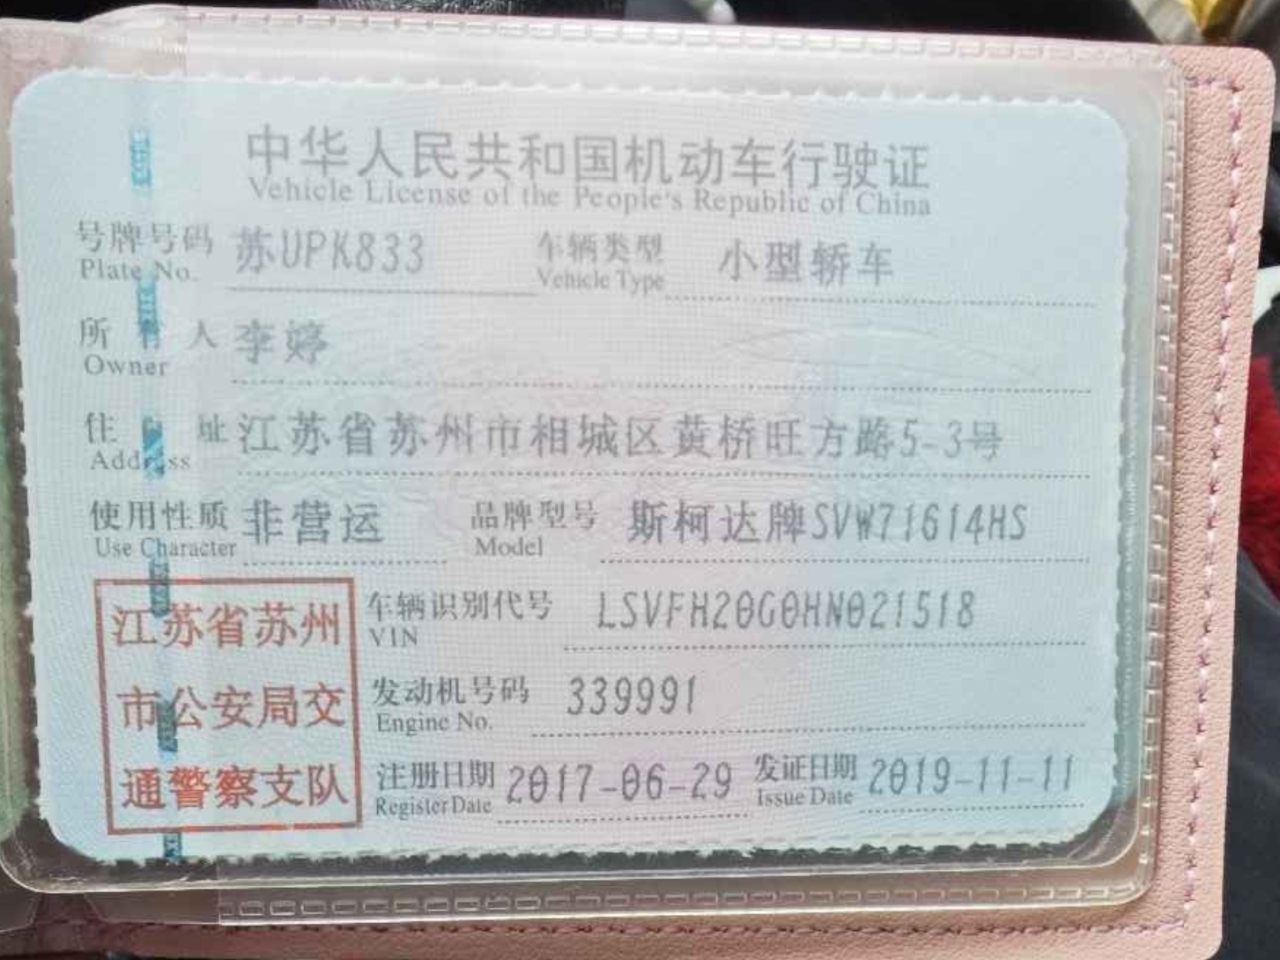 中华人民共和国机动车行驶证
Vehicle License of the People's Republic of China
号牌号码 苏UPK833 车辆类型 小型轿车
Plate No. Vehicle Type
所有人 李婷
Owner
住 址 江苏省苏州市相城区黄桥旺方路5-3号
Address
使用性质 非营运 品牌型号 斯柯达牌SVW71614HS
Use Character Model
江苏省苏州
市公安局交
通警察支队
车辆识别代号 LSVFH20G0HN021518
VIN
发动机号码 339991
Engine No.
注册日期 2017-06-29 发证日期 2019-11-11
Register Date Issue Date